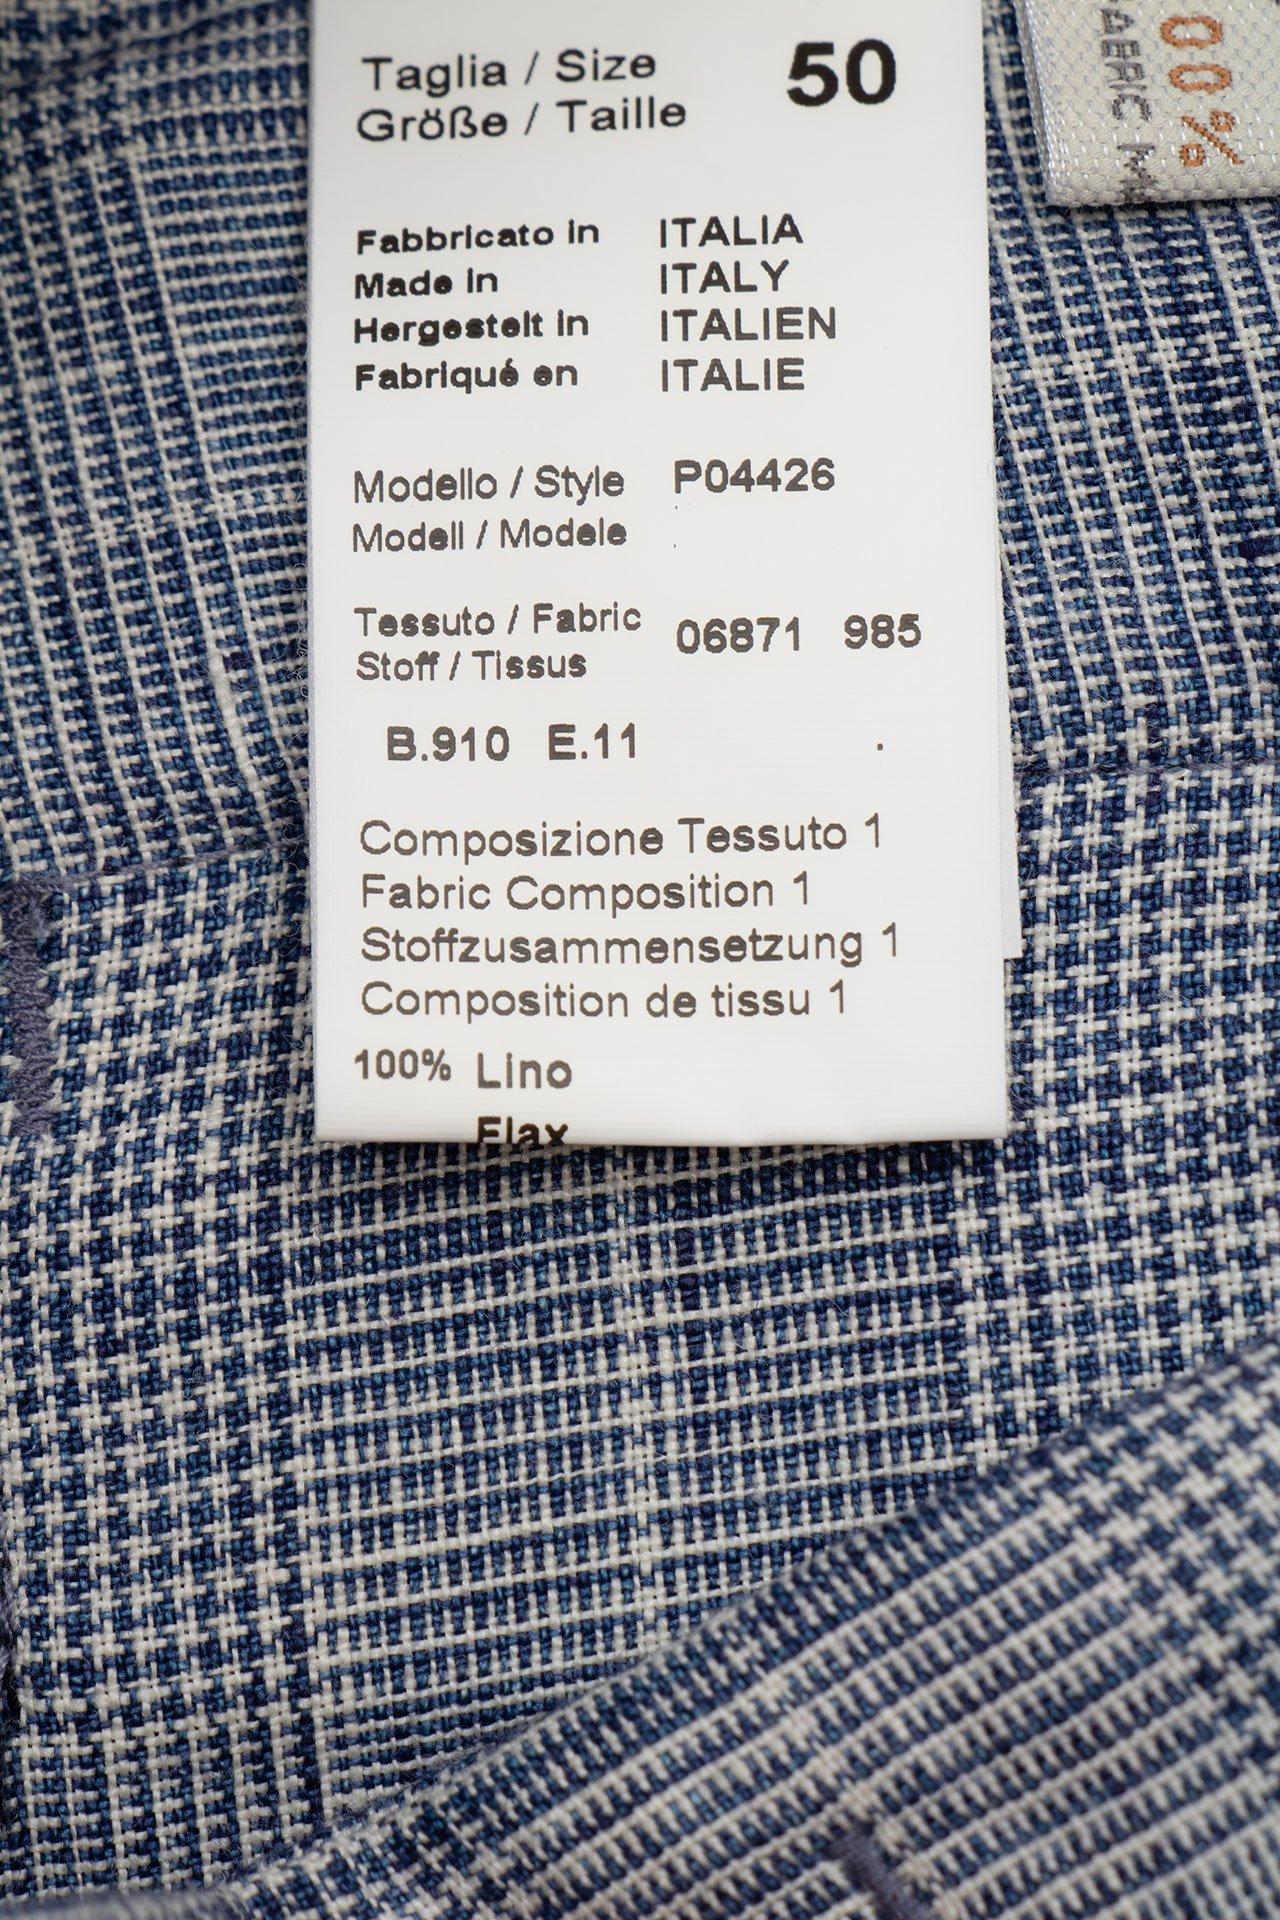 Taglia / Size 50
Größe / Taille
Fabbricato in ITALIA
Made in ITALY
Hergestelt in ITALIEN
Fabriqué en ITALIE
Modello / Style P04426
Modell / Modele
Tessuto / Fabric 06871 985
Stoff / Tissus
B.910 E.11
Composizione Tessuto 1
Fabric Composition 1
Stoffzusammensetzung 1
Composition de tissu 1
100% Lino
Flax
00%
FABRIC M